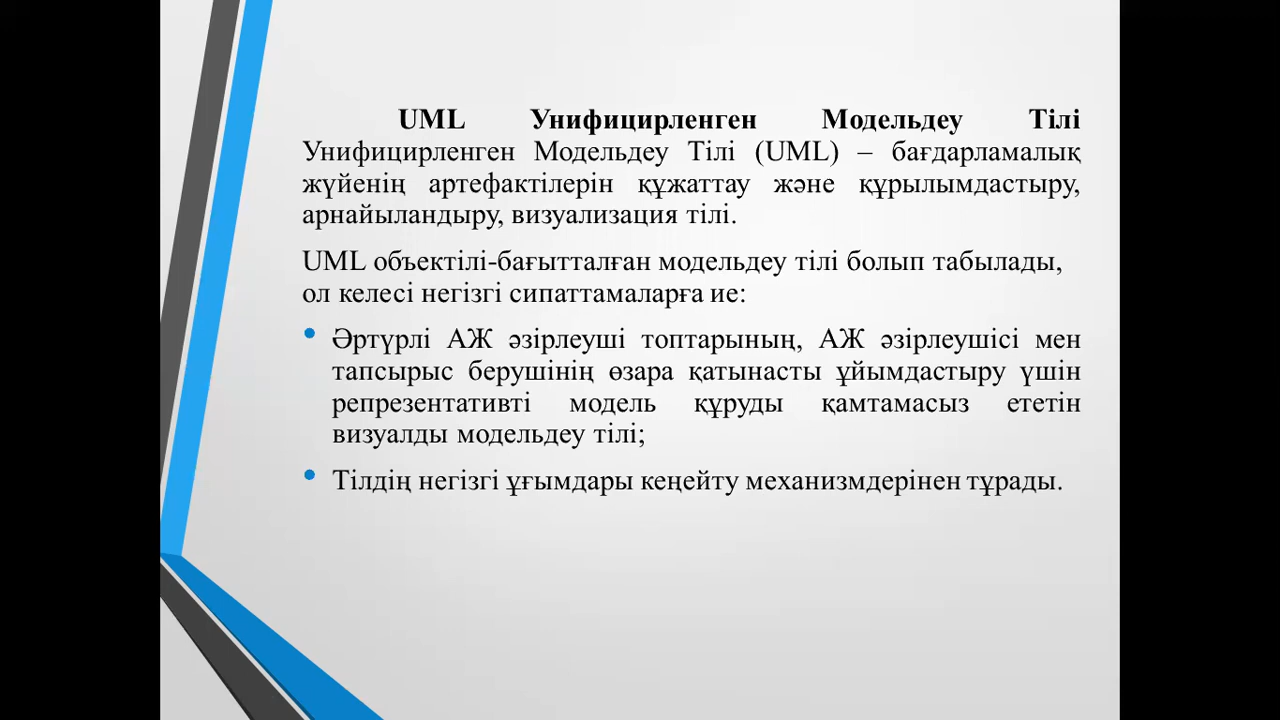 UML Унифицирленген Модельдеу Тілі
Унифицирленген Модельдеу Тілі (UML) – бағдарламалық
жүйенің артефактілерін құжаттау және құрылымдастыру,
арнайыландыру, визуализация тілі.
UML объектілі-бағытталған модельдеу тілі болып табылады,
ол келесі негізгі сипаттамаларға ие:
• Әртүрлі АЖ әзірлеуші топтарының, АЖ әзірлеушісі мен
тапсырыс берушінің өзара қатынасты ұйымдастыру үшін
репрезентативті модель құруды қамтамасыз ететін
визуалды модельдеу тілі;
• Тілдің негізгі ұғымдары кеңейту механизмдерінен тұрады.